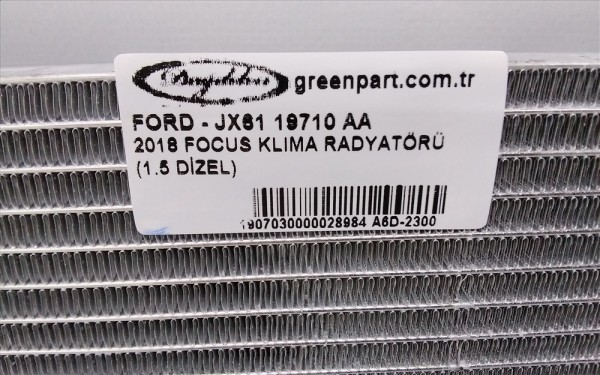 greenpart.com.tr
FORD - JX61 19710 AA
2018 FOCUS KLIMA RADYATÖRÜ
(1.5 DİZEL)
1907030000028984 A6D-2300